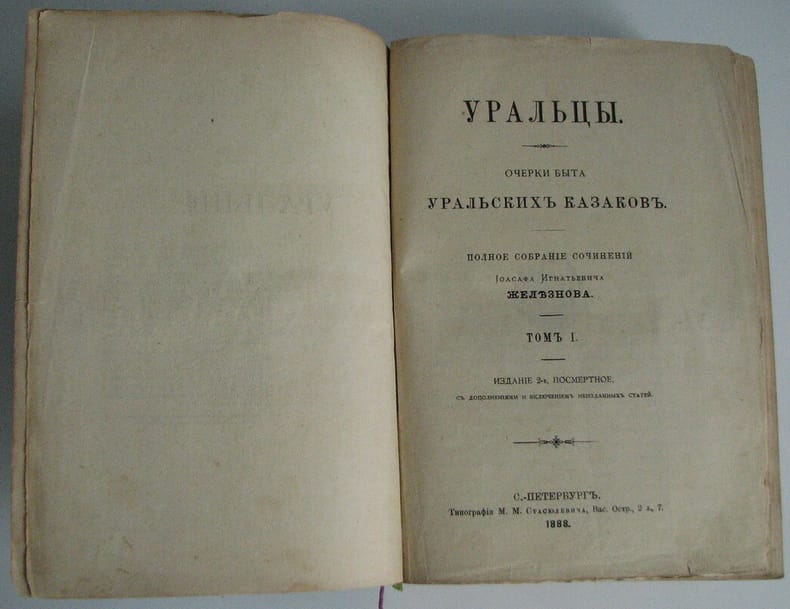 УРАЛЬЦЫ.
ОЧЕРКИ БЫТА
УРАЛЬСКИХЪ КАЗАКОВЪ.
ПОЛНОЕ СОБРАНІЕ СОЧИНЕНІЙ
ІОАСАФА ИГНАТЬЕВИЧА
ЖЕЛѢЗНОВА.
ТОМЪ I.
ИЗДАНІЕ 2-е, ПОСМЕРТНОЕ,
СЪ ДОПОЛНЕНІЯМИ И ВКЛЮЧЕНІЕМЪ НЕИЗДАННЫХЪ СТАТЕЙ.
С.-ПЕТЕРБУРГЪ.
Типографія М. М. Стасюлевича, Вас. Остр., 2 л., 7.
1888.